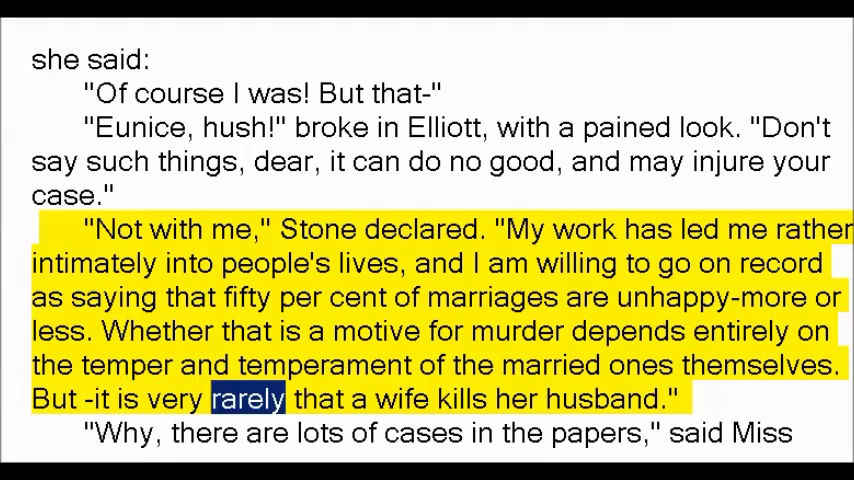 she said:
"Of course I was! But that-"
"Eunice, hush!" broke in Elliott, with a pained look. "Don't
say such things, dear, it can do no good, and may injure your
case."
"Not with me," Stone declared. "My work has led me rather
intimately into people's lives, and I am willing to go on record
as saying that fifty per cent of marriages are unhappy-more or
less. Whether that is a motive for murder depends entirely on
the temper and temperament of the married ones themselves.
But -it is very rarely that a wife kills her husband."
"Why, there are lots of cases in the papers," said Miss